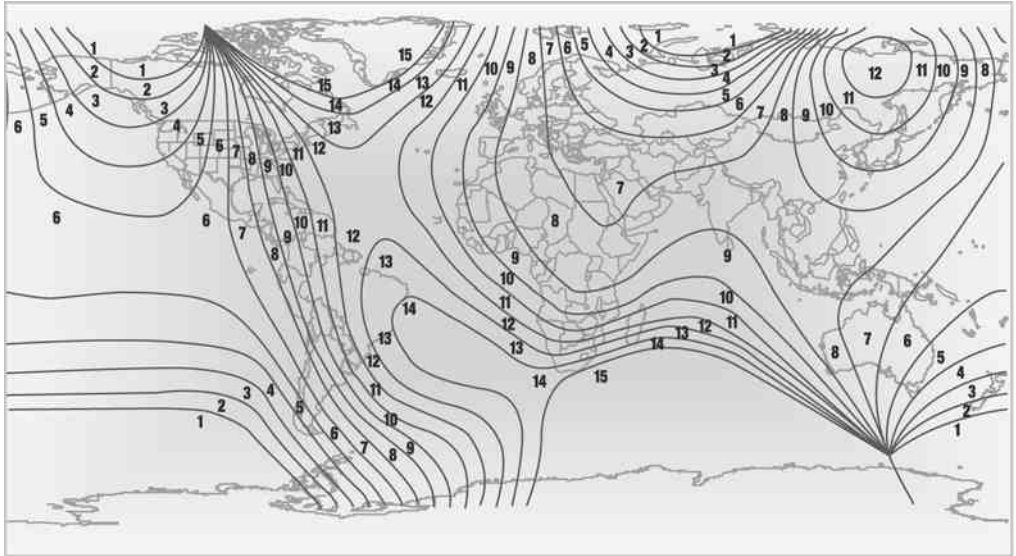 1 7 6 5 1 1
15 8 4 3 2 2
2 1 10 9 3 12 11 10 9 8
4
2 15 14 13 11
3 3 14 12 5 6 11
4 7 8 9 10
6 5 4 13
5 6 7 12
8 9 10 11
7
6 6 10 11 8
7 9 12
8 13 9 9
10
14 11 10
12 13 12 11
13 13 14 8 7 6
12 5
14 15 4
3 4 11 3
2 5 2
1 10 1
6
7 8 9